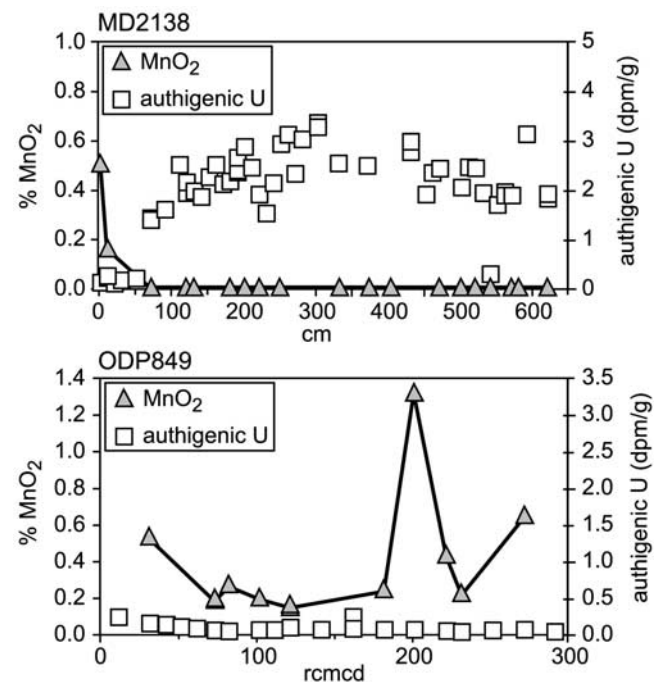 MD2138
1.0
0.8
0.6
0.4
0.2
0.0
% MnO2
MnO2
authigenic U
5
4
3
2
1
0
authigenic U (dpm/g)
0 100 200 300 400 500 600
cm
ODP849
1.4
1.2
1.0
0.8
0.6
0.4
0.2
0.0
% MnO2
MnO2
authigenic U
3.5
3.0
2.5
2.0
1.5
1.0
0.5
0.0
authigenic U (dpm/g)
0 100 200 300
rcmcd